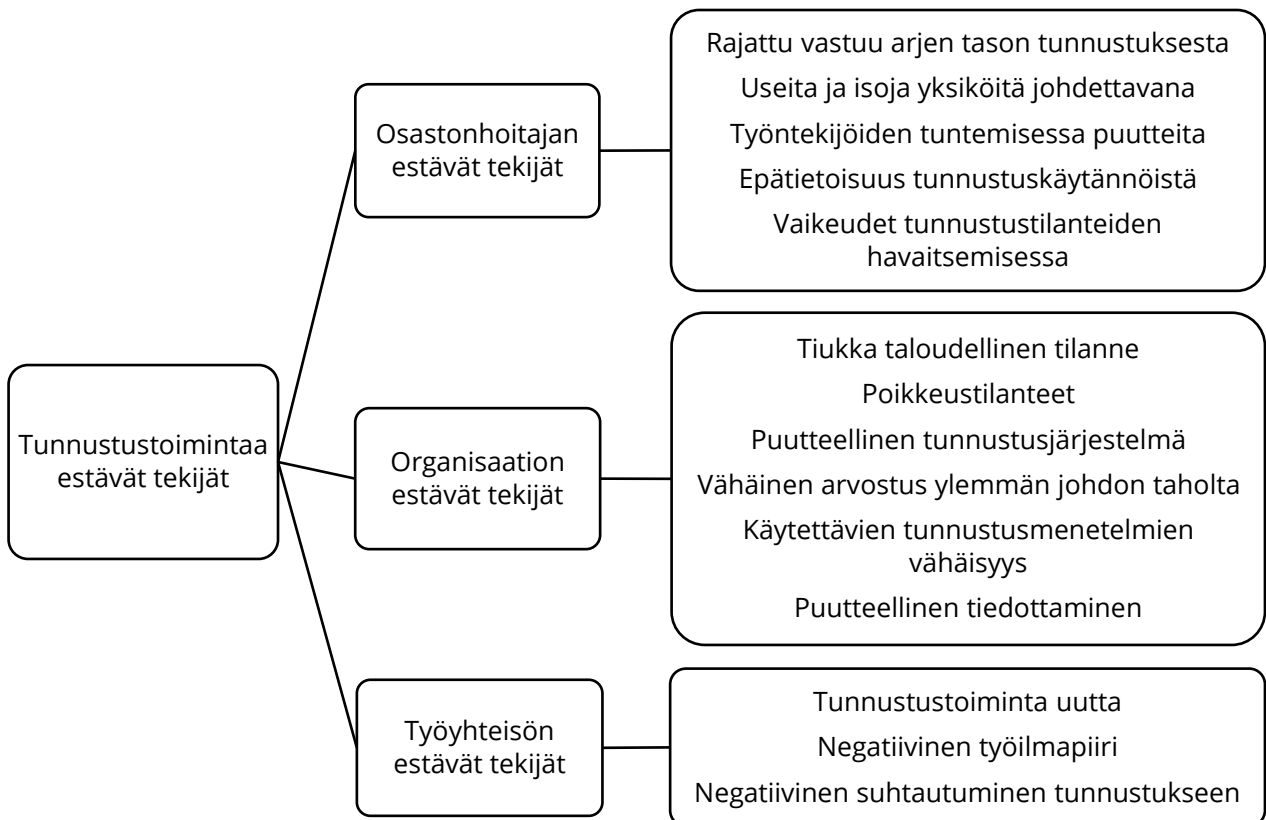 Tunnustustoimintaa
estävät tekijät
Osastonhoitajan
estävät tekijät
Rajattu vastuu arjen tason tunnustuksesta
Useita ja isoja yksiköitä johdettavana
Työntekijöiden tuntemisessa puutteita
Epätietoisuus tunnustuskäytännöistä
Vaikeudet tunnustustilanteiden
havaitsemisessa
Organisaation
estävät tekijät
Tiukka taloudellinen tilanne
Poikkeustilanteet
Puutteellinen tunnustusjärjestelmä
Vähäinen arvostus ylemmän johdon taholta
Käytettävien tunnustusmenetelmien
vähäisyys
Puutteellinen tiedottaminen
Työyhteisön
estävät tekijät
Tunnustustoiminta uutta
Negatiivinen työilmapiiri
Negatiivinen suhtautuminen tunnustukseen